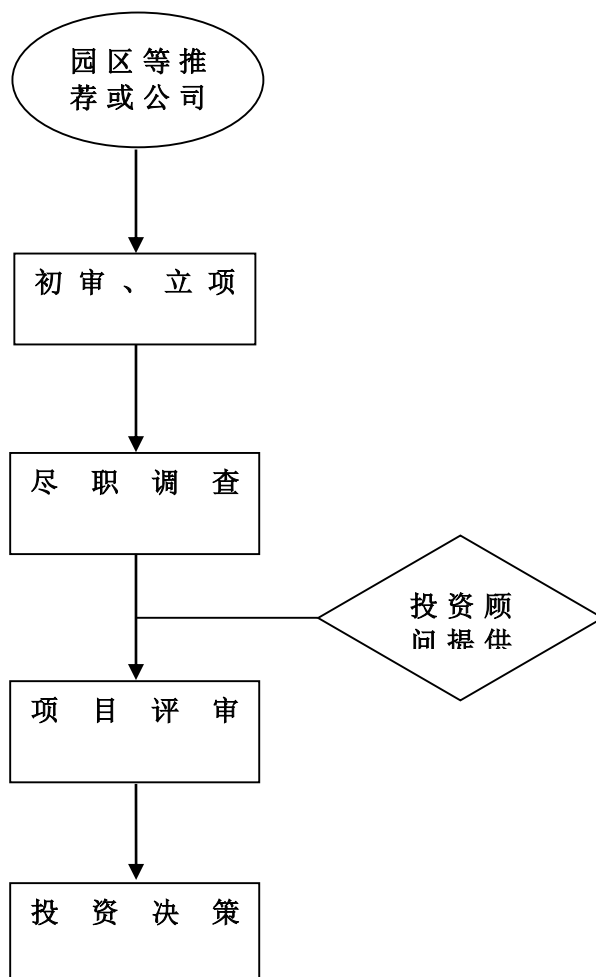 园区等推
荐或公司
初审、立项
尽职调查
投资顾
问提供
项目评审
投资决策